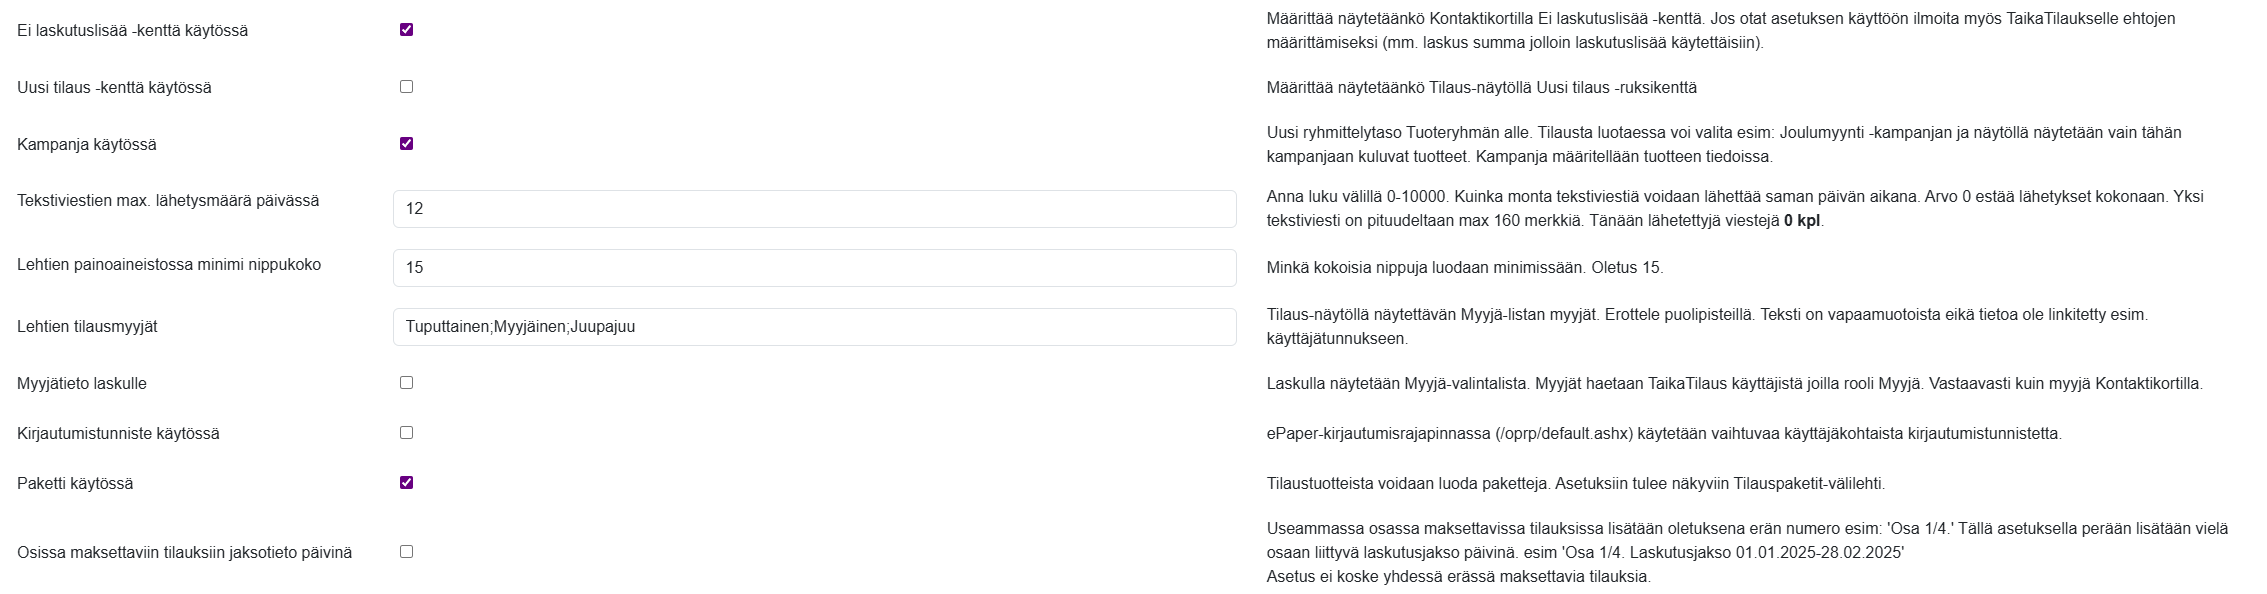 Ei laskutuslisää -kenttä käytössä
Määrittää näytetäänkö Kontaktikortilla Ei laskutuslisää -kenttä. Jos otat asetuksen käyttöön ilmoita myös TaikaTilaukselle ehtojen
määrittämiseksi (mm. laskus summa jolloin laskutuslisää käytettäisiin).
Uusi tilaus -kenttä käytössä
Määrittää näytetäänkö Tilaus-näytöllä Uusi tilaus -ruksikenttä
Kampanja käytössä
Uusi ryhmittelytaso Tuoteryhmän alle. Tilausta luotaessa voi valita esim: Joulumyynti -kampanjan ja näytöllä näytetään vain tähän
kampanjaan kuluvat tuotteet. Kampanja määritellään tuotteen tiedoissa.
Tekstiviestien max. lähetysmäärä päivässä
12
Anna luku välillä 0-10000. Kuinka monta tekstiviestiä voidaan lähettää saman päivän aikana. Arvo 0 estää lähetykset kokonaan. Yksi
tekstiviesti on pituudeltaan max 160 merkkiä. Tänään lähetettyjä viestejä 0 kpl.
Lehtien painoaineistossa minimi nippukoko
15
Minkä kokoisia nippuja luodaan minimissään. Oletus 15.
Lehtien tilausmyyjät
Tuputtainen;Myyjäinen;Juupajuu
Tilaus-näytöllä näytettävän Myyjä-listan myyjät. Erottele puolipisteillä. Teksti on vapaamuotoista eikä tietoa ole linkitetty esim.
käyttäjätunnukseen.
Myyjätieto laskulle
Laskulla näytetään Myyjä-valintalista. Myyjät haetaan TaikaTilaus käyttäjistä joilla rooli Myyjä. Vastaavasti kuin myyjä Kontaktikortilla.
Kirjautumistunniste käytössä
ePaper-kirjautumisrajapinnassa (/oprp/default.ashx) käytetään vaihtuvaa käyttäjäkohtaista kirjautumistunnistetta.
Paketti käytössä
Tilaustuotteista voidaan luoda paketteja. Asetuksiin tulee näkyviin Tilauspaketit-välilehti.
Osissa maksettaviin tilauksiin jaksotieto päivinä
Useammassa osassa maksettavissa tilauksissa lisätään oletuksena erän numero esim: 'Osa 1/4.' Tällä asetuksella perään lisätään vielä
osaan liittyvä laskutusjakso päivinä. esim 'Osa 1/4. Laskutusjakso 01.01.2025-28.02.2025'
Asetus ei koske yhdessä erässä maksettavia tilauksia.